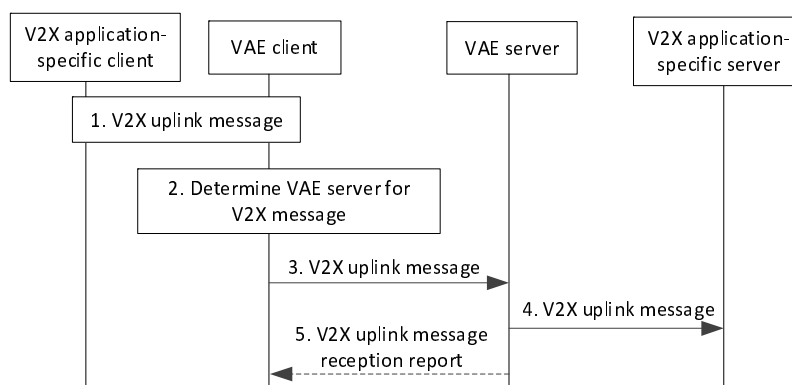 V2X application-
specific client
VAE client
VAE server
V2X application-
specific server
1. V2X uplink message
2. Determine VAE server for
V2X message
3. V2X uplink message
4. V2X uplink message
5. V2X uplink message
reception report